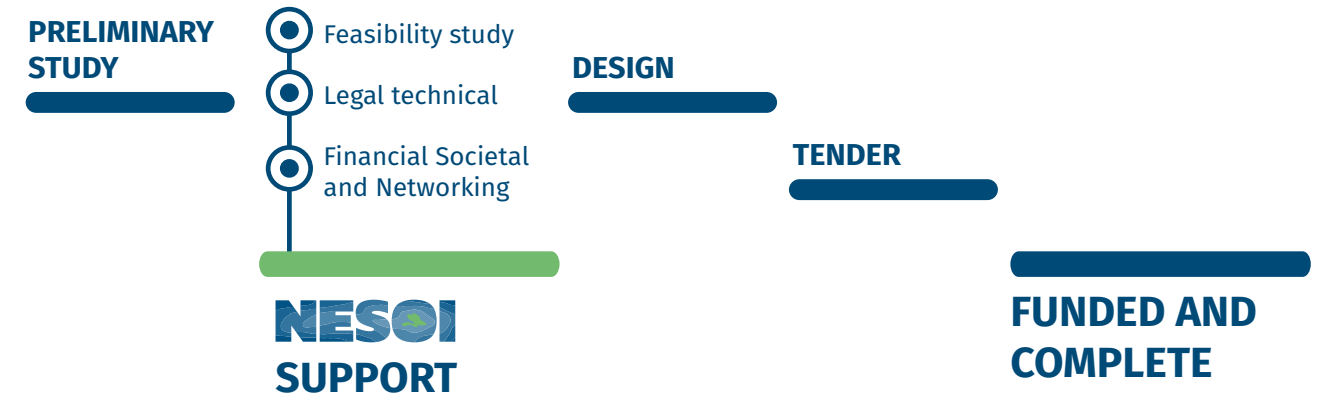 PRELIMINARY
STUDY
Feasibility study
Legal technical
Financial Societal
and Networking
NESOI
SUPPORT
DESIGN
TENDER
FUNDED AND
COMPLETE